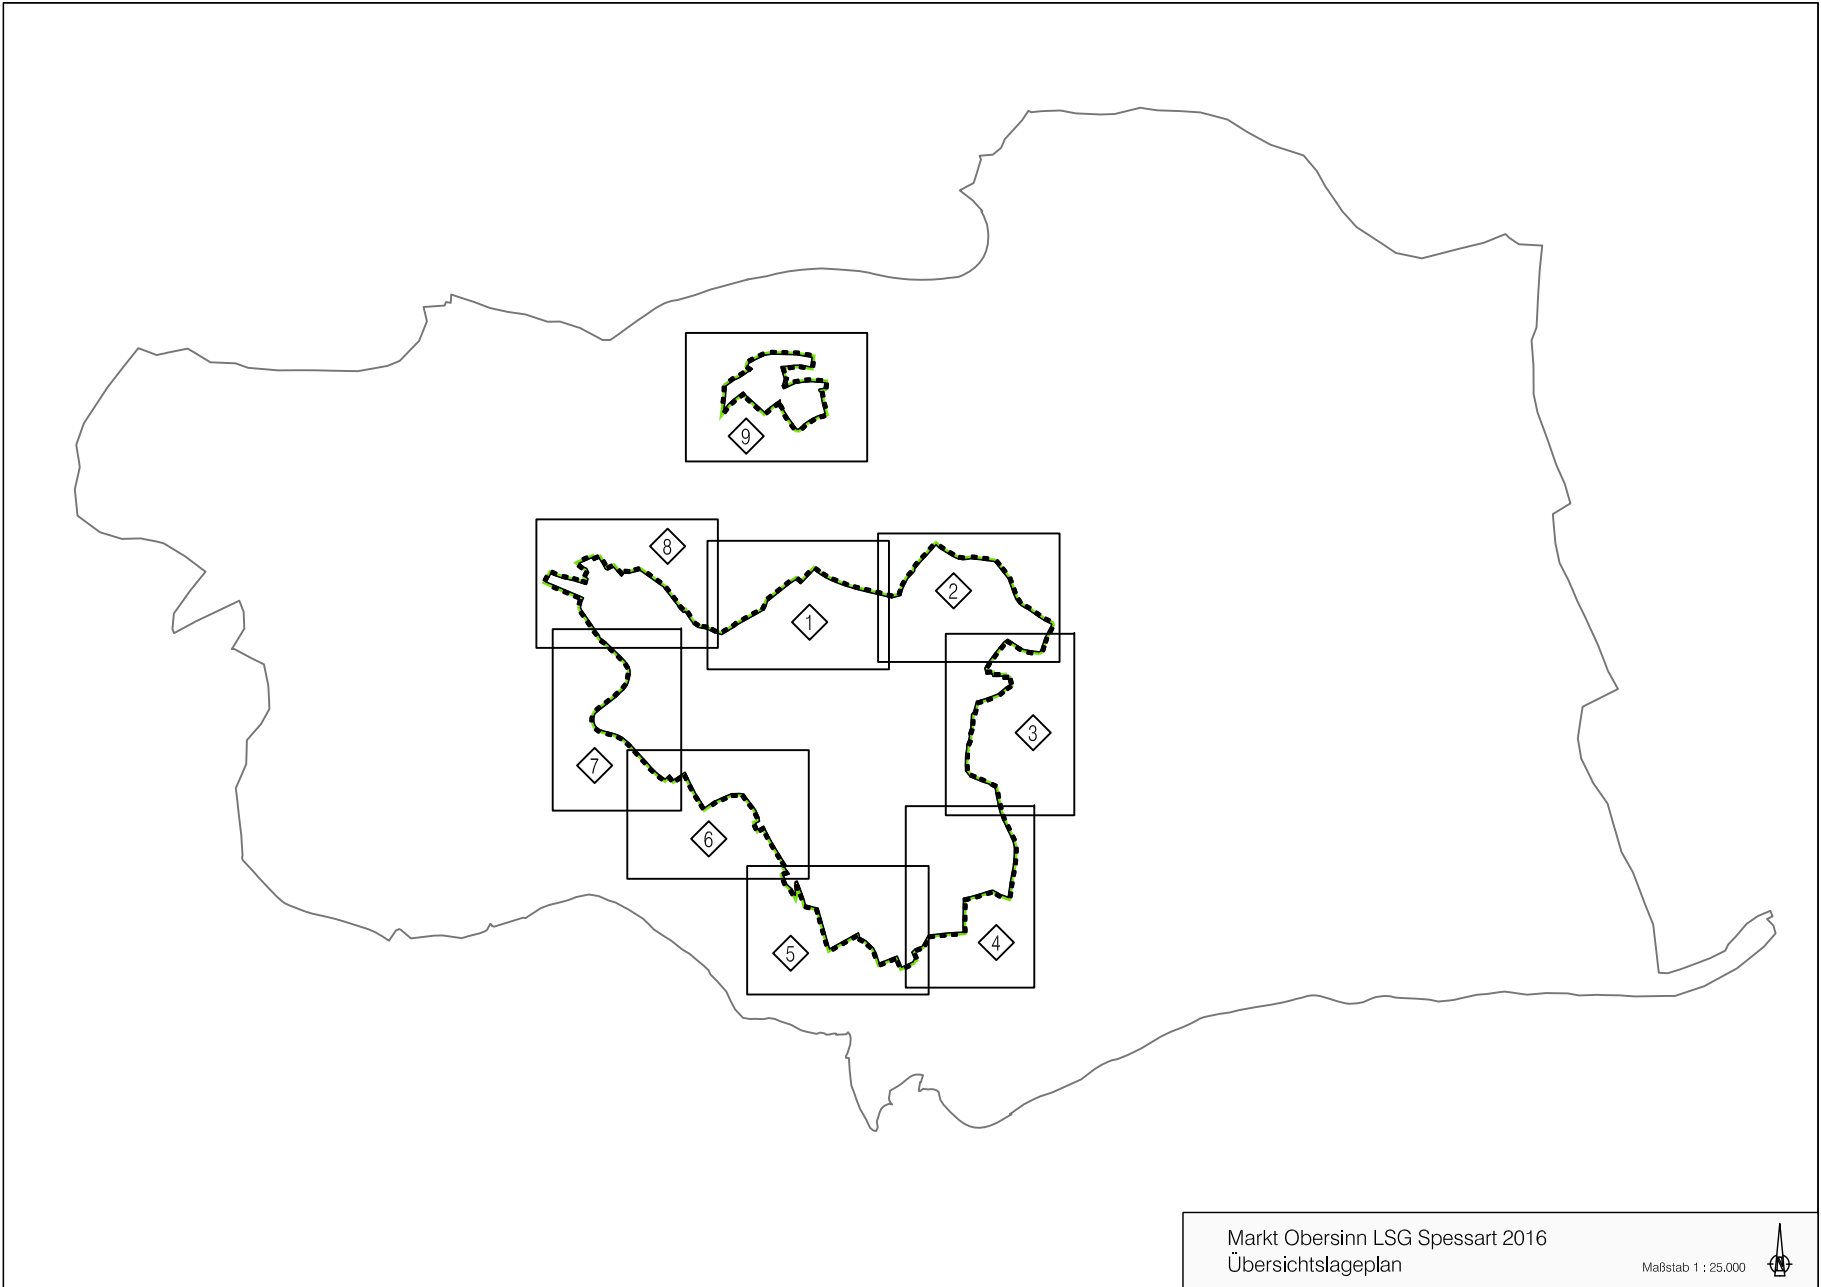 9
8
2
1
3
7
6
4
5
Markt Obersinn LSG Spessart 2016
Übersichtslageplan
Maßstab 1 : 25.000
N